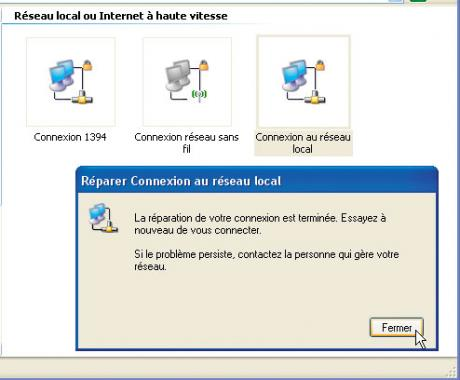 Réseau local ou Internet à haute vitesse
Connexion 1394
Connexion réseau sans
fil
Connexion au réseau
local
Réparer Connexion au réseau local
La réparation de votre connexion est terminée. Essayez à
nouveau de vous connecter.
Si le problème persiste, contactez la personne qui gère votre
réseau.
Fermer